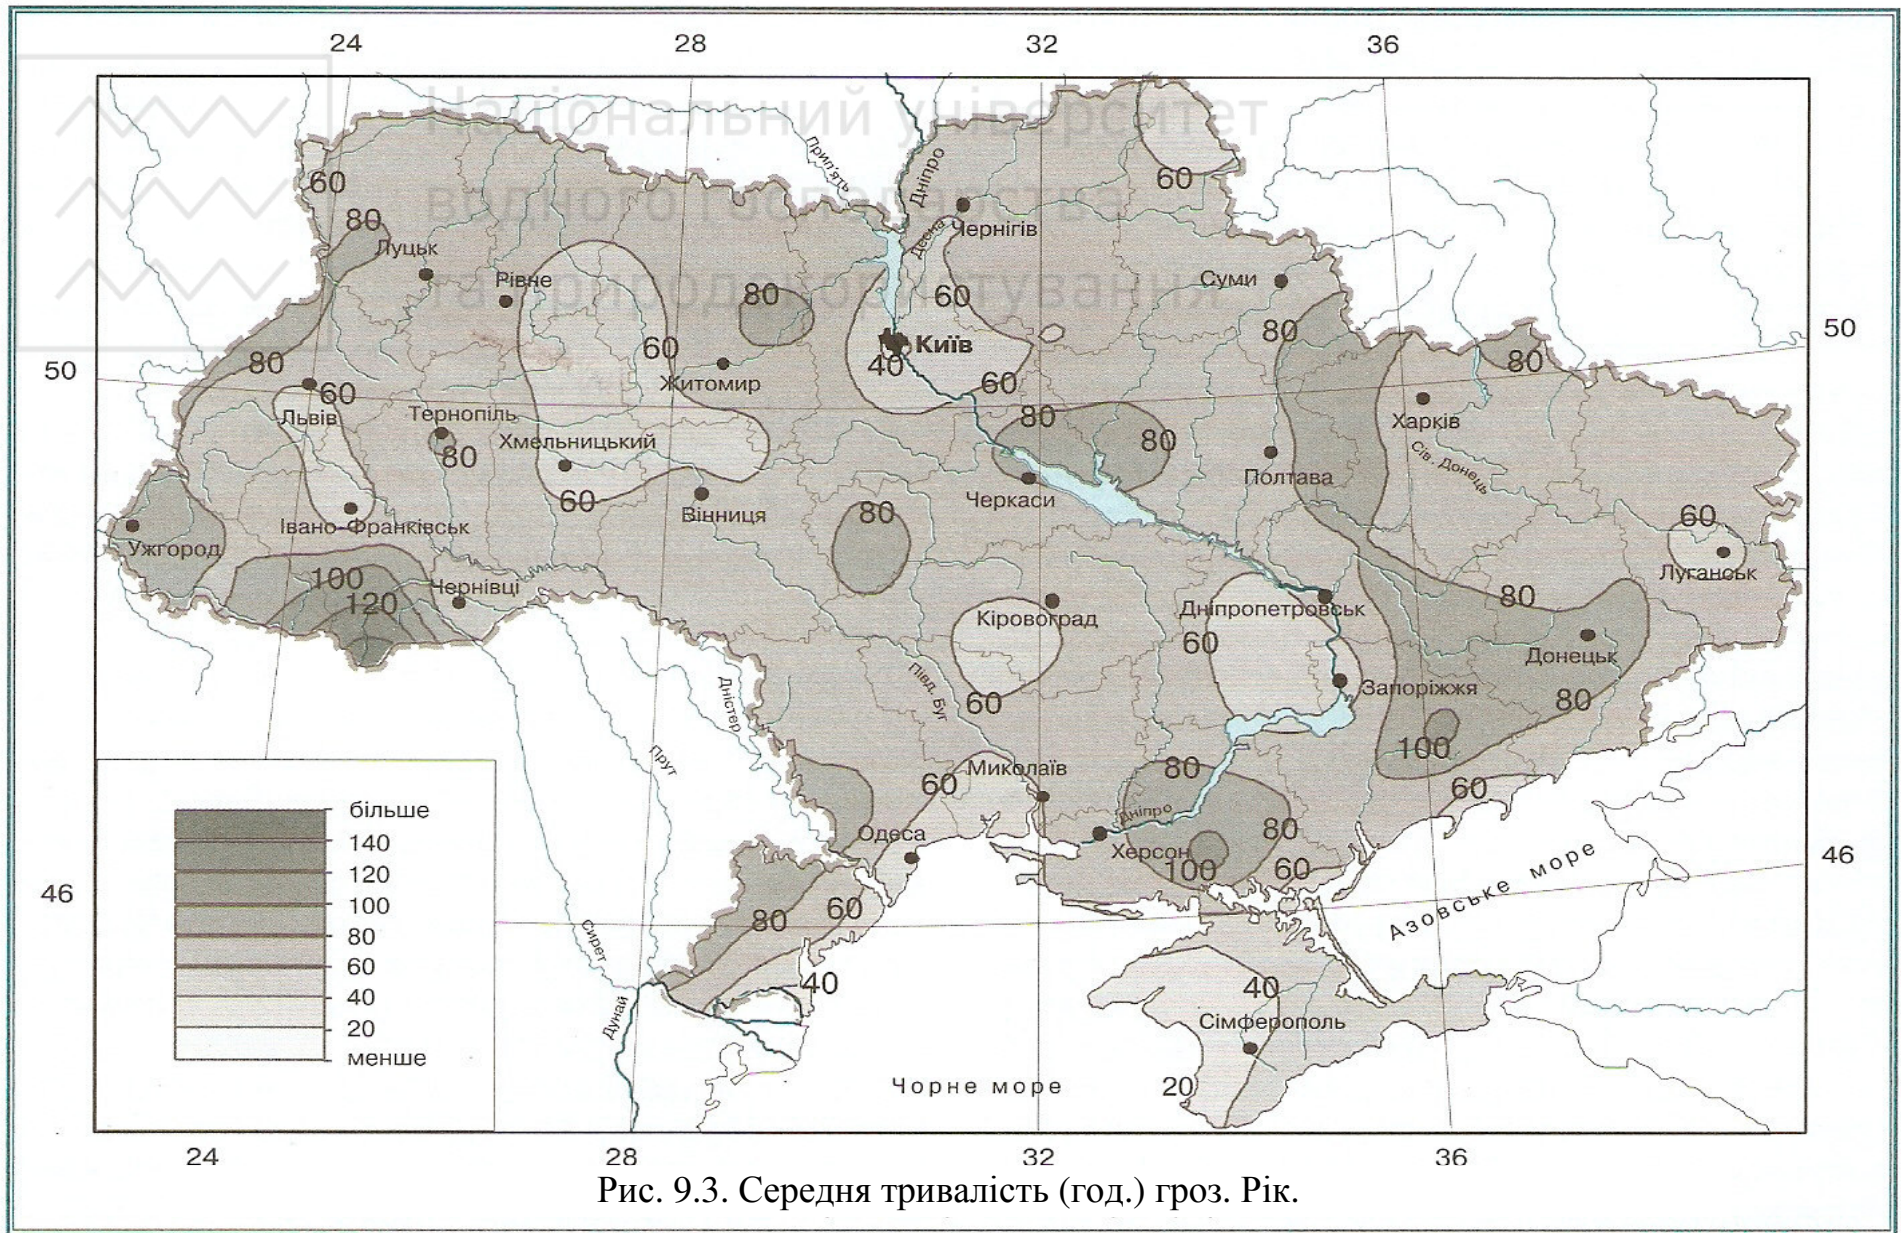 24 28 32 36
Національний університет
водного господарства
та природокористування
Прип'ять
Дніпро
60
60
80
Луцьк
Десна
Чернігів
Рівне
Суми
80
60
80
50
60
Київ
80
80
50
40
60
Житомир
60
Львів
Тернопіль
80
Харків
Хмельницький
80
80
Сів. Донець
Полтава
60
Черкаси
Вінниця
80
60
Івано-Франківськ
Ужгород
Луганськ
100
Чернівці
80
120
Дніпропетровськ
Кіровоград
60
Донецьк
Півд. Буг
Запоріжжя
60
80
Дністер
100
Прут
Миколаїв
80
60
60
Дніпро
Одеса
80
Херсон
100
60
46
46
Азовське море
80
60
Сирет
40
40
Дунай
Сімферополь
20
Чорне море
більше
140
120
100
80
60
40
20
менше
24 28 32 36
Рис. 9.3. Середня тривалість (год.) гроз. Рік.